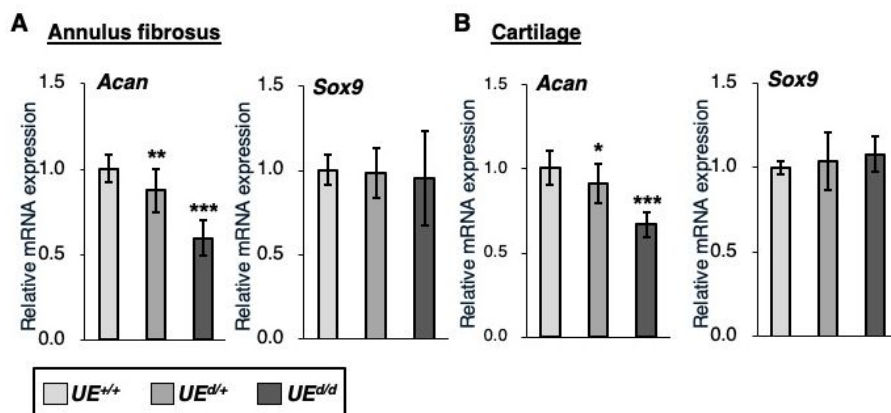 A Annulus fibrosus
B Cartilage
Relative mRNA expression
1.5
1.0
0.5
0.0
Acan
**
***
Relative mRNA expression
1.5
1.0
0.5
0.0
Sox9
Relative mRNA expression
1.5
1.0
0.5
0.0
Acan
*
***
Relative mRNA expression
1.5
1.0
0.5
0.0
Sox9
UE+/+ UEd/+ UEd/d